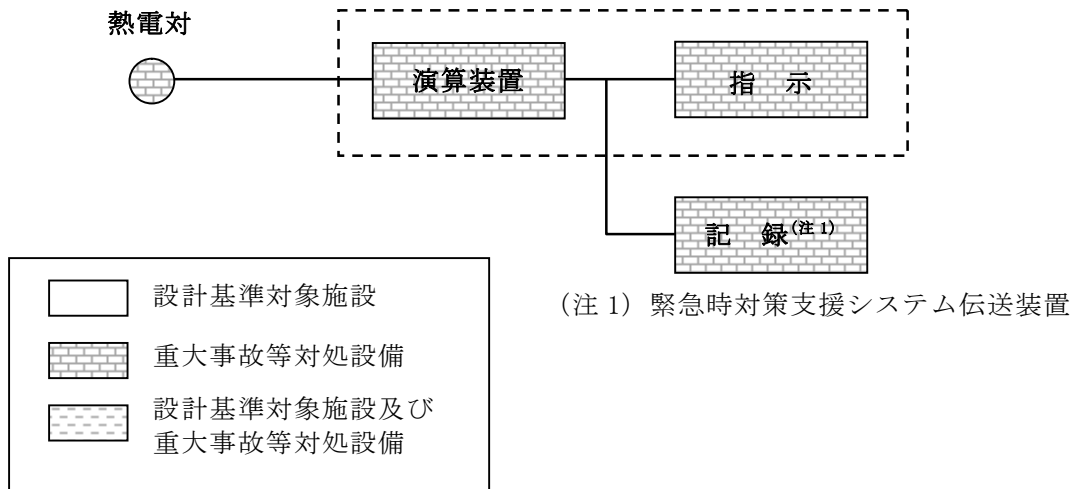 熱電対
演算装置
指　示
記　録(注1)
(注 1) 緊急時対策支援システム伝送装置
設計基準対象施設
重大事故等対処設備
設計基準対象施設及び
重大事故等対処設備